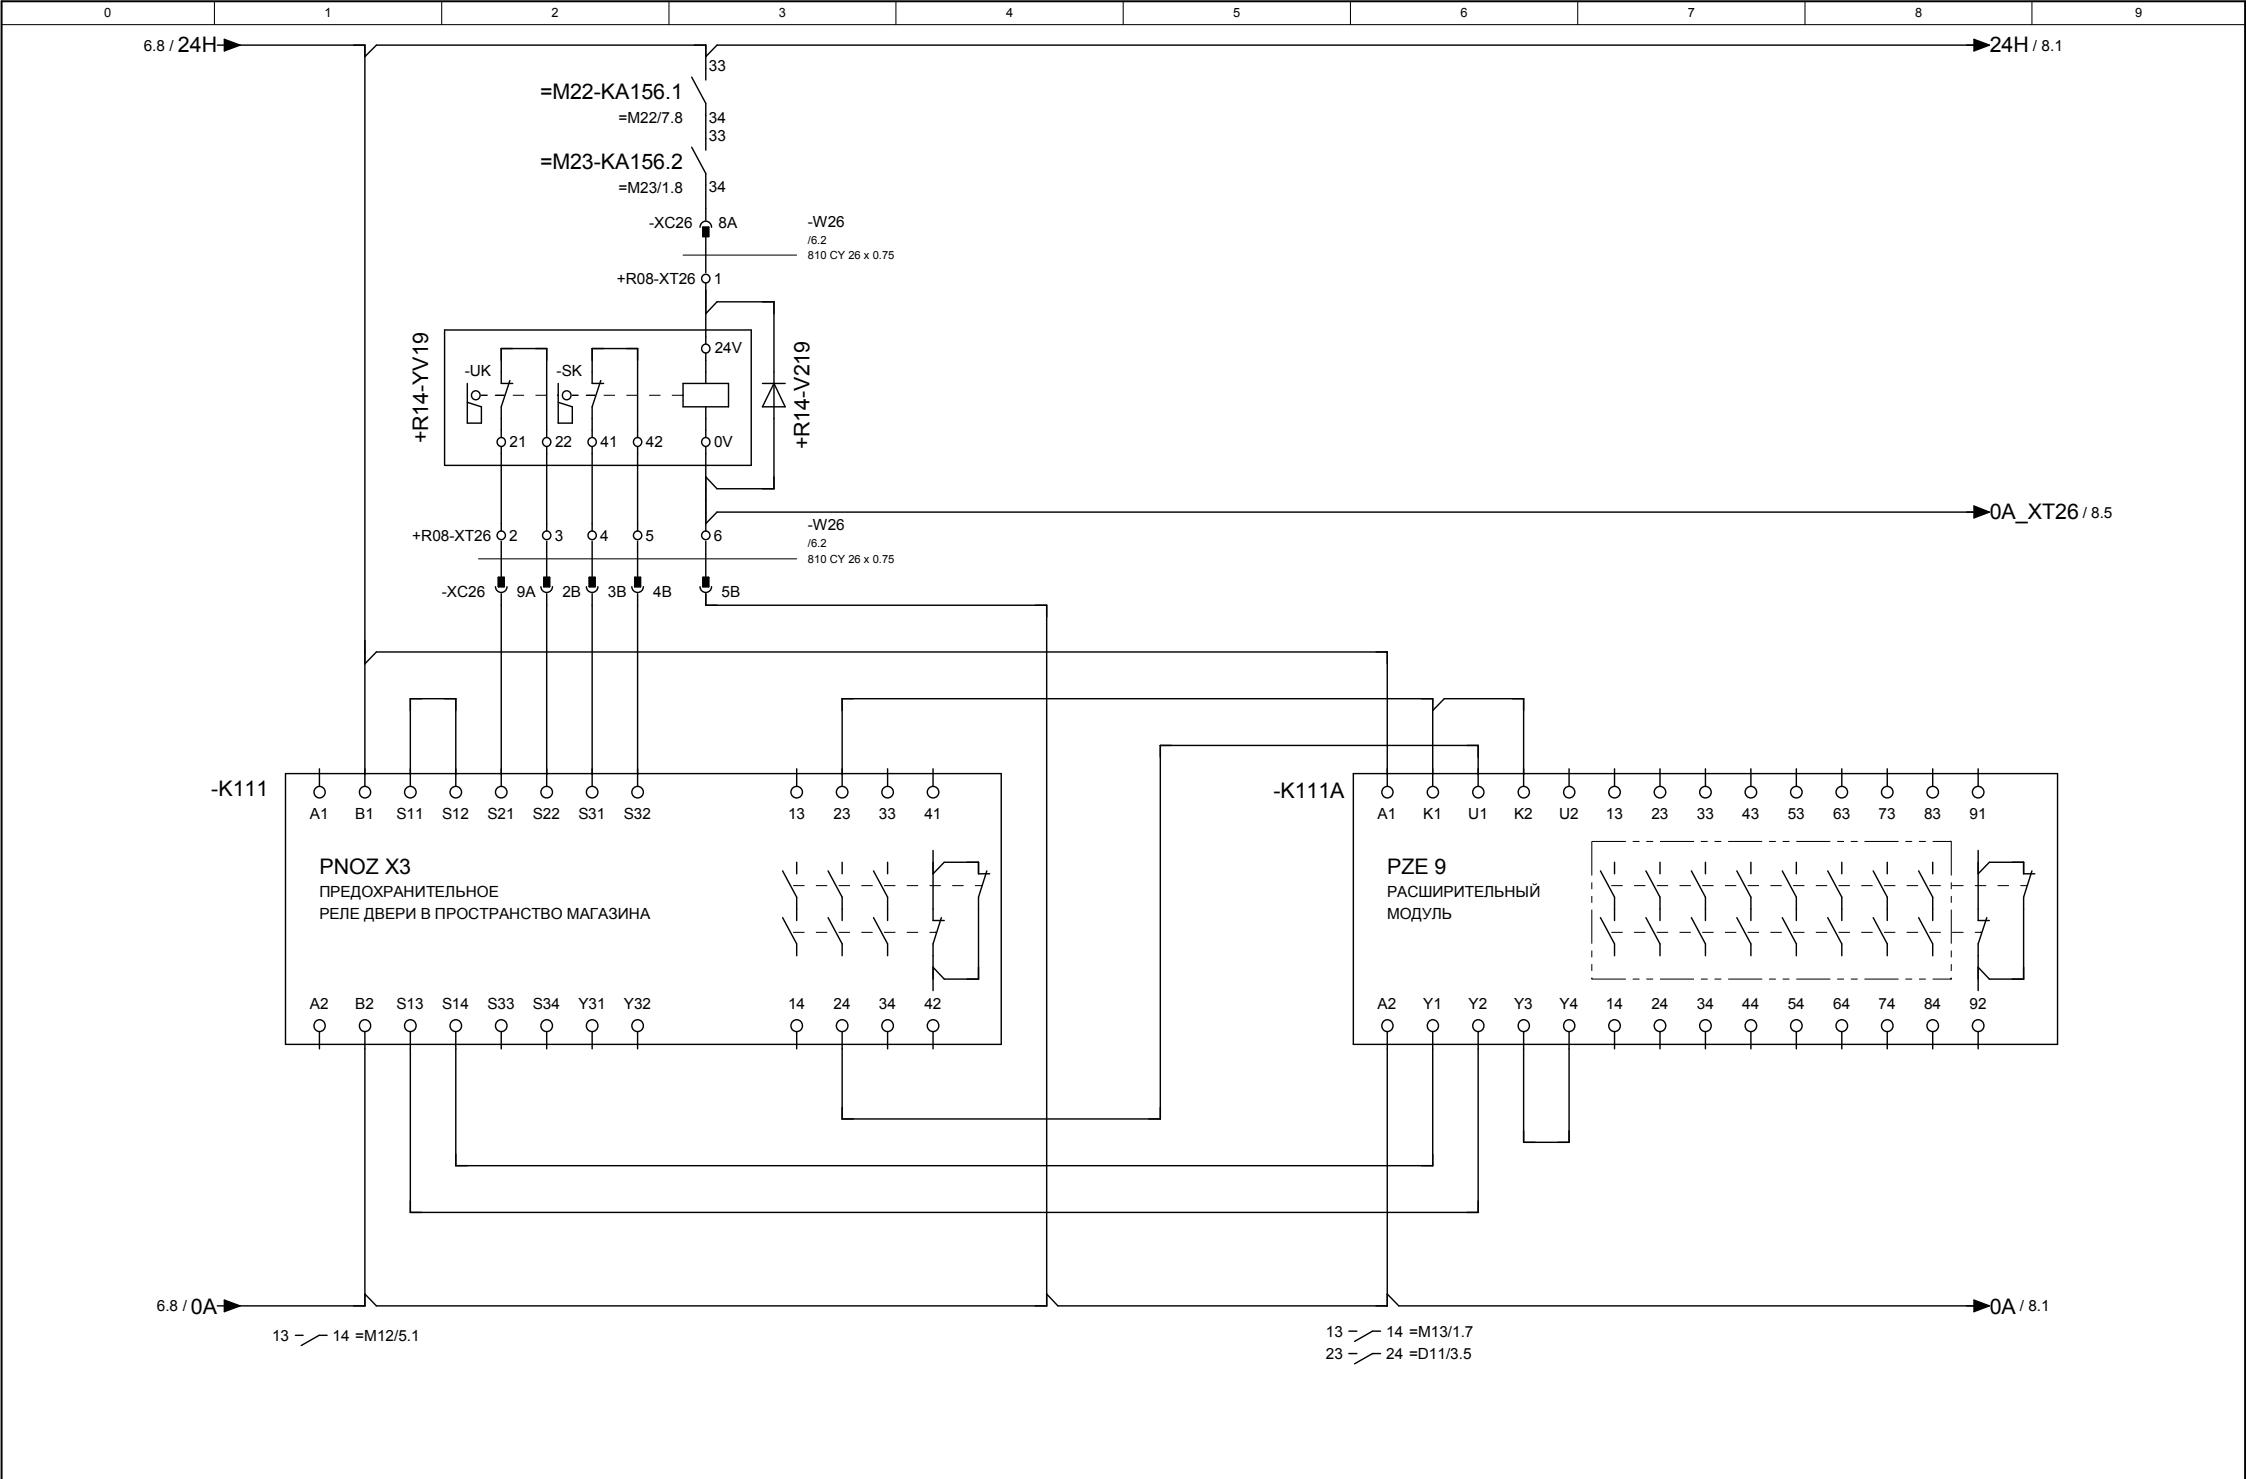 0 1 2 3 4 5 6 7 8 9
6.8 / 24H
24H / 8.1
33
=M22-KA156.1
=M22/7.8
34
33
=M23-KA156.2
=M23/1.8
34
-XC26 8A
-W26
/6.2
810 CY 26 x 0.75
+R08-XT26 1
+R14-YV19
-UK
-SK
24V
+R14-V219
21 22 41 42 0V
0A_XT26 / 8.5
+R08-XT26 2 3 4 5 6
-W26
/6.2
810 CY 26 x 0.75
-XC26 9A 2B 3B 4B 5B
-K111
A1 B1 S11 S12 S21 S22 S31 S32 13 23 33 41
PNOZ X3
ПРЕДОХРАНИТЕЛЬНОЕ
РЕЛЕ ДВЕРИ В ПРОСТРАНСТВО МАГАЗИНА
A2 B2 S13 S14 S33 S34 Y31 Y32 14 24 34 42
-K111A
A1 K1 U1 K2 U2 13 23 33 43 53 63 73 83 91
PZE 9
РАСШИРИТЕЛЬНЫЙ
МОДУЛЬ
A2 Y1 Y2 Y3 Y4 14 24 34 44 54 64 74 84 92
6.8 / 0A
0A / 8.1
13 14 =M12/5.1
13 14 =M13/1.7
23 24 =D11/3.5